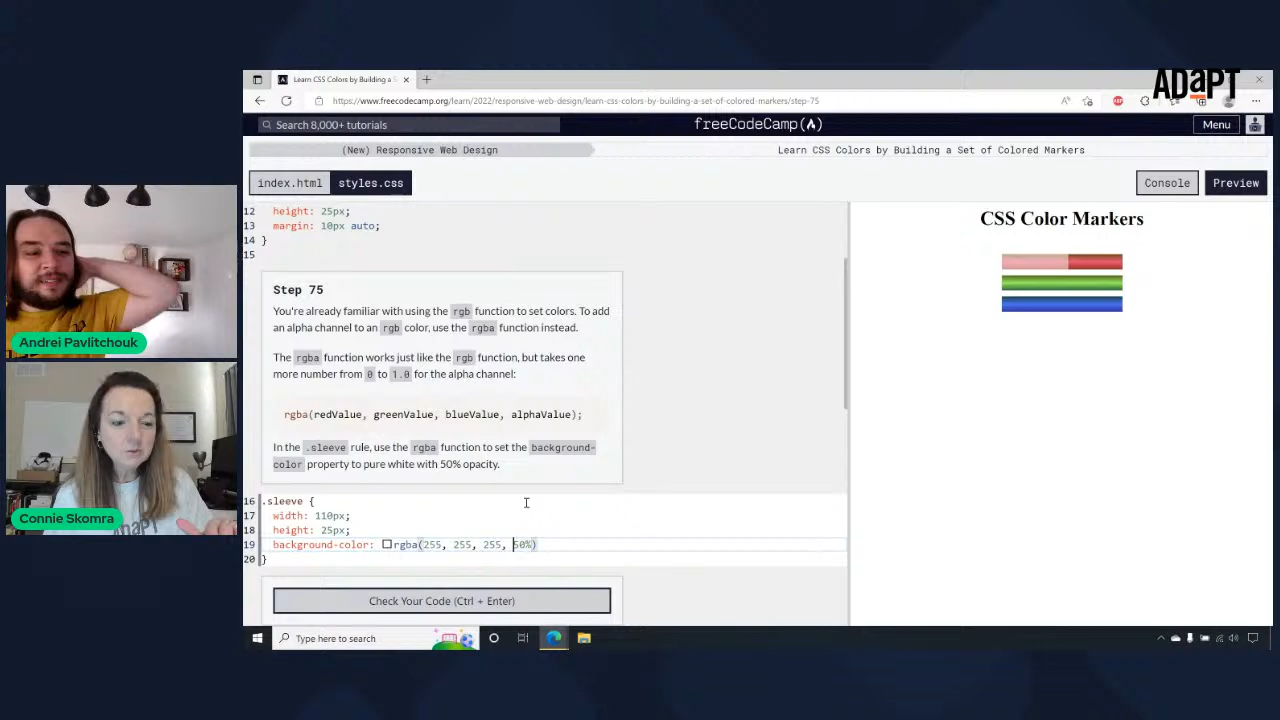 ADaPT
Learn CSS Colors by Building a S
https://www.freecodecamp.org/learn/2022/responsive-web-design/learn-css-colors-by-building-a-set-of-colored-markers/step-75
Search 8,000+ tutorials
freeCodeCamp
Menu
(New) Responsive Web Design
Learn CSS Colors by Building a Set of Colored Markers
index.html
styles.css
Console
Preview
12 height: 25px;
13 margin: 10px auto;
14 }
15
CSS Color Markers
Step 75
You're already familiar with using the rgb function to set colors. To add
an alpha channel to an rgb color, use the rgba function instead.
The rgba function works just like the rgb function, but takes one
more number from 0 to 1.0 for the alpha channel:
rgba(redValue, greenValue, blueValue, alphaValue);
In the .sleeve rule, use the rgba function to set the background-
color property to pure white with 50% opacity.
16 .sleeve {
17 width: 110px;
18 height: 25px;
19 background-color: rgba(255, 255, 255, 50%)
20 }
Check Your Code (Ctrl + Enter)
Type here to search
Andrei Pavlitchouk
Connie Skomra